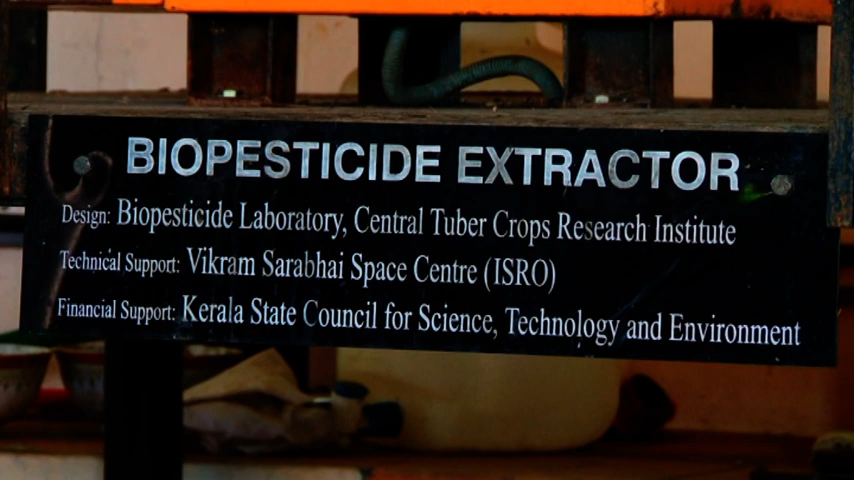 BIOPESTICIDE EXTRACTOR
Design: Biopesticide Laboratory, Central Tuber Crops Research Institute
Technical Support: Vikram Sarabhai Space Centre (ISRO)
Financial Support: Kerala State Council for Science, Technology and Environment